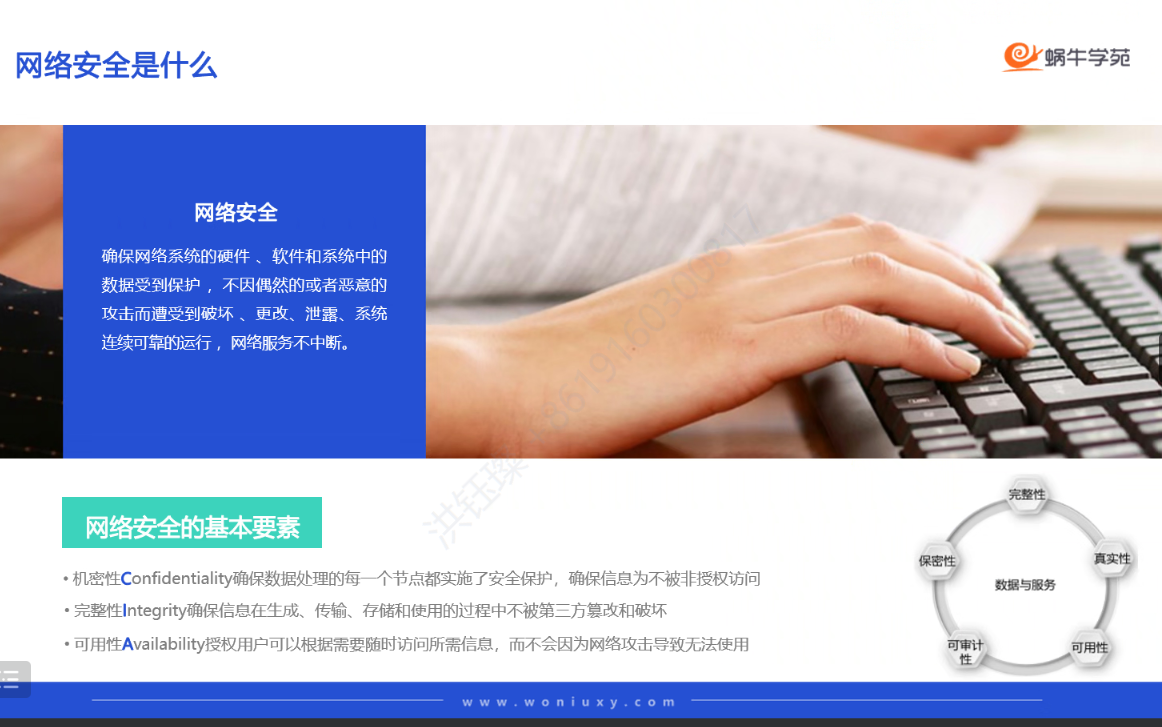 网络安全是什么
蜗牛学苑
网络安全
确保网络系统的硬件 、软件和系统中的
数据受到保护 ，不因偶然的或者恶意的
攻击而遭受到破坏 、更改、泄露、系统
连续可靠的运行 ，网络服务不中断。
洪钰璨
网络安全的基本要素
• 机密性Confidentiality确保数据处理的每一个节点都实施了安全保护，确保信息为不被非授权访问
• 完整性Integrity确保信息在生成、传输、存储和使用的过程中不被第三方篡改和破坏
• 可用性Availability授权用户可以根据需要随时访问所需信息，而不会因为网络攻击导致无法使用
完整性
保密性
真实性
数据与服务
可审计
性
可用性
www.woniuxy.com